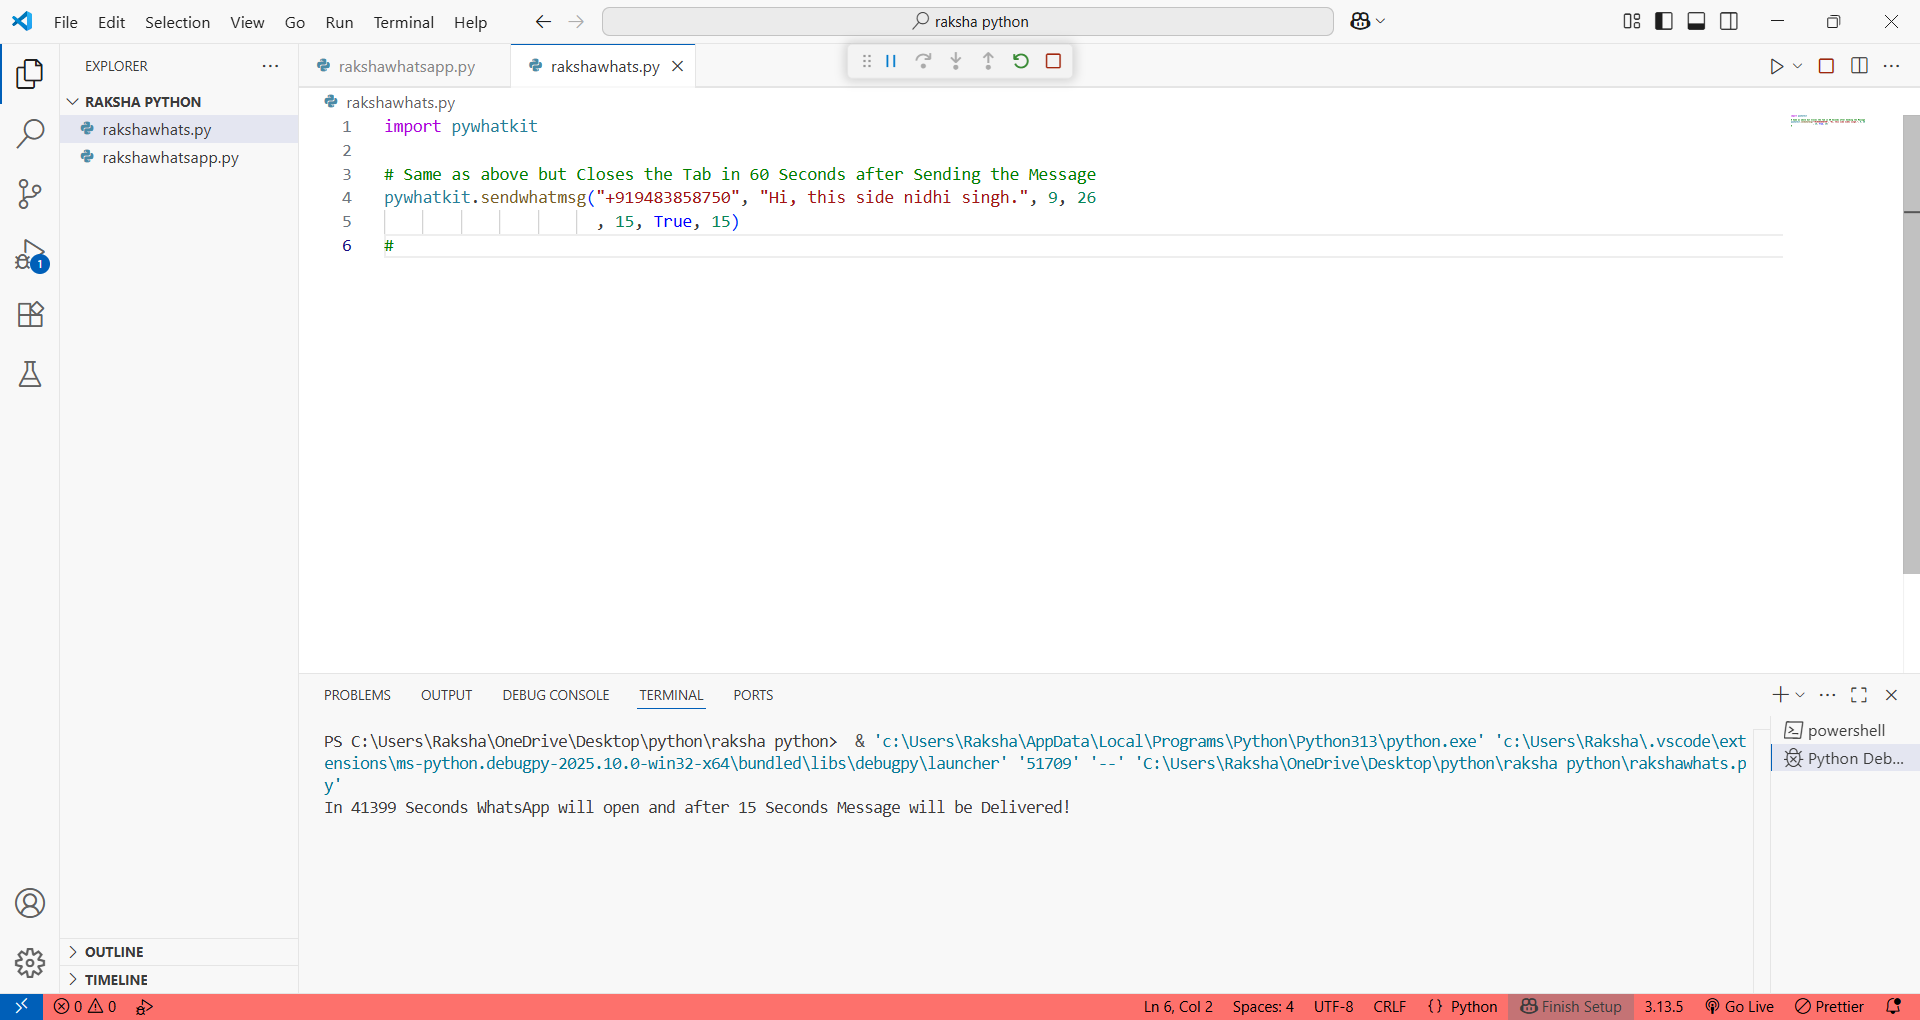 File Edit Selection View Go Run Terminal Help
raksha python
EXPLORER
rakshawhatsapp.py
rakshawhats.py
RAKSHA PYTHON
rakshawhats.py
rakshawhatsapp.py
rakshawhats.py
1 import pywhatkit
2
3 # Same as above but Closes the Tab in 60 Seconds after Sending the Message
4 pywhatkit.sendwhatmsg("+919483858750", "Hi, this side nidhi singh.", 9, 26
5 , 15, True, 15)
6 #
1
PROBLEMS OUTPUT DEBUG CONSOLE TERMINAL PORTS
PS C:\Users\Raksha\OneDrive\Desktop\python\raksha python>  & 'c:\Users\Raksha\AppData\Local\Programs\Python\Python313\python.exe' 'c:\Users\Raksha\.vscode\ext
ensions\ms-python.debugpy-2025.10.0-win32-x64\bundled\libs\debugpy\launcher' '51709' '--' 'C:\Users\Raksha\OneDrive\Desktop\python\raksha python\rakshawhats.p
y'
In 41399 Seconds WhatsApp will open and after 15 Seconds Message will be Delivered!
powershell
Python Deb...
OUTLINE
TIMELINE
0 0 Ln 6, Col 2 Spaces: 4 UTF-8 CRLF {} Python Finish Setup 3.13.5 Go Live Prettier